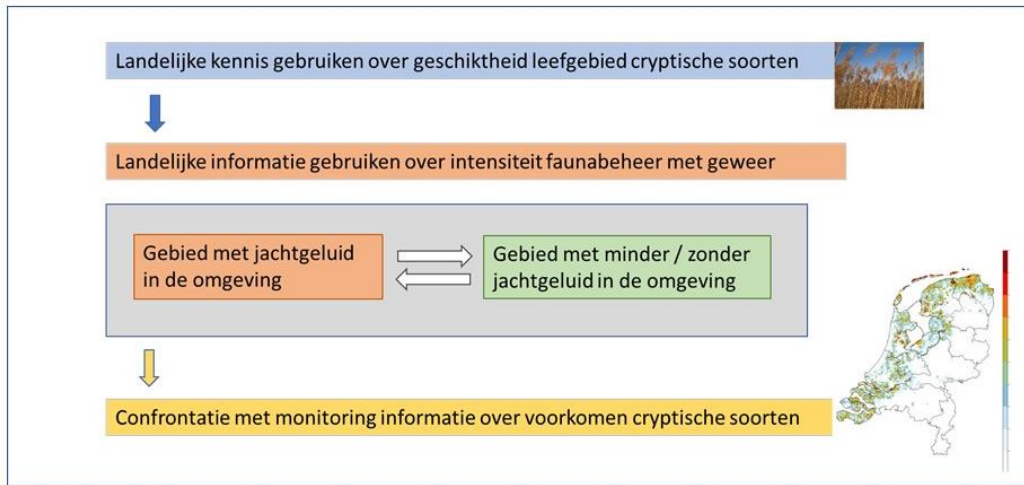 Landelijke kennis gebruiken over geschiktheid leefgebied cryptische soorten
Landelijke informatie gebruiken over intensiteit faunabeheer met geweer
Gebied met jachtgeluid
in de omgeving
Gebied met minder / zonder
jachtgeluid in de omgeving
Confrontatie met monitoring informatie over voorkomen cryptische soorten